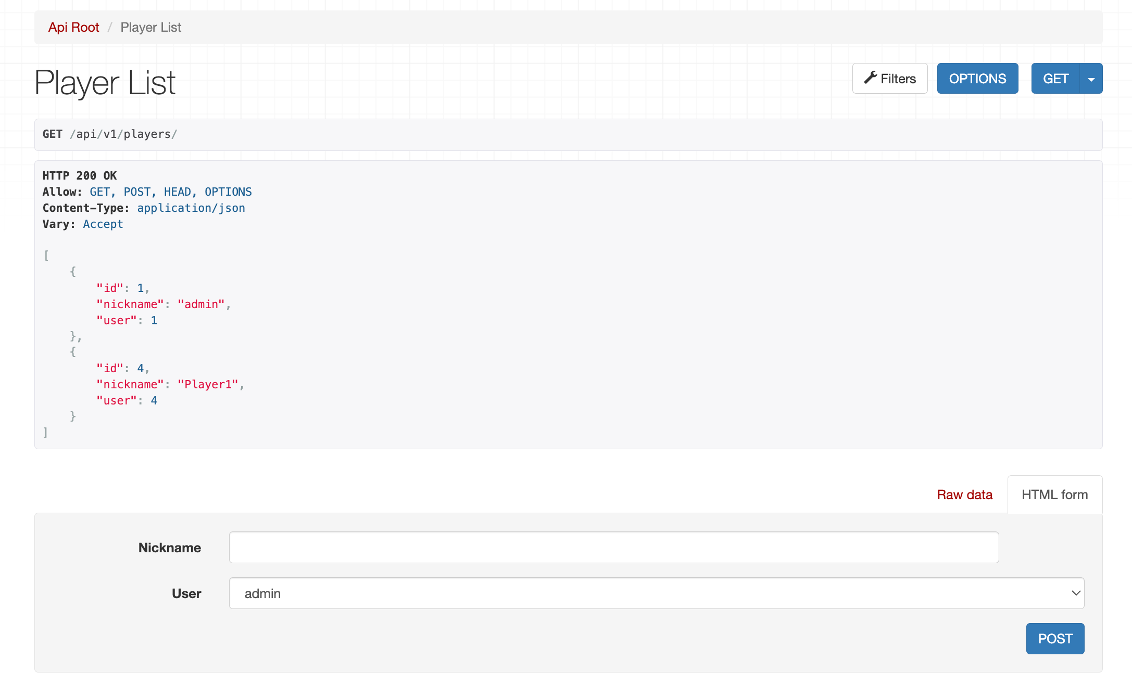 Api Root / Player List
Player List
Filters
OPTIONS
GET
GET /api/v1/players/
HTTP 200 OK
Allow: GET, POST, HEAD, OPTIONS
Content-Type: application/json
Vary: Accept
[
    {
        "id": 1,
        "nickname": "admin",
        "user": 1
    },
    {
        "id": 4,
        "nickname": "Player1",
        "user": 4
    }
]
Raw data
HTML form
Nickname
User
admin
POST